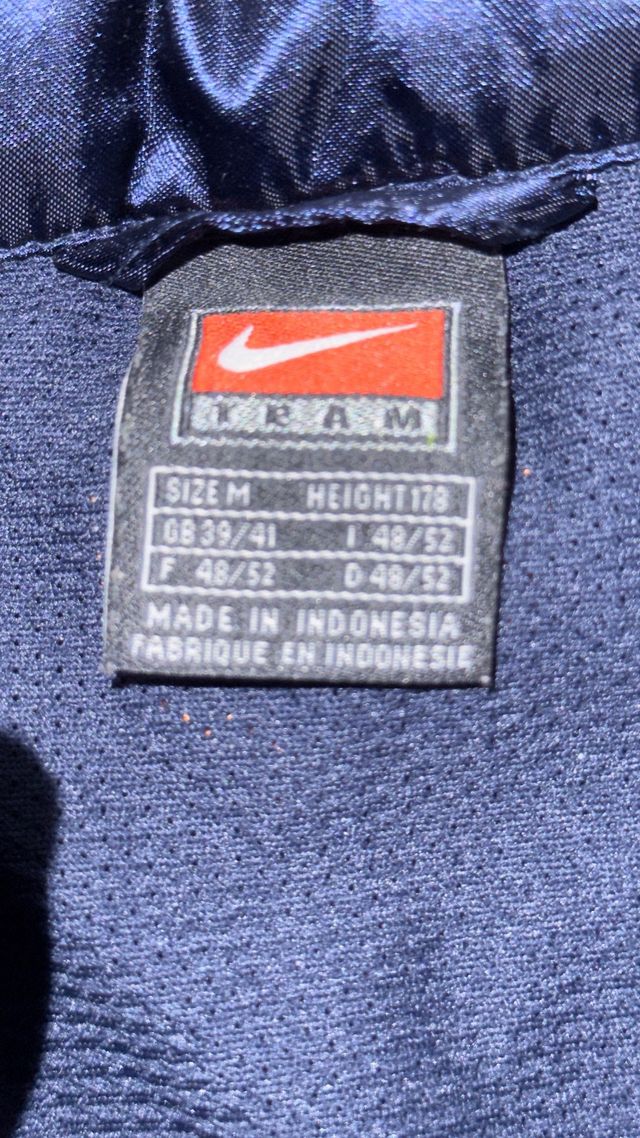 TEAM
SIZE M HEIGHT 178
GB 39/41 I 48/52
F 48/52 D 48/52
MADE IN INDONESIA
FABRIQUE EN INDONESIE